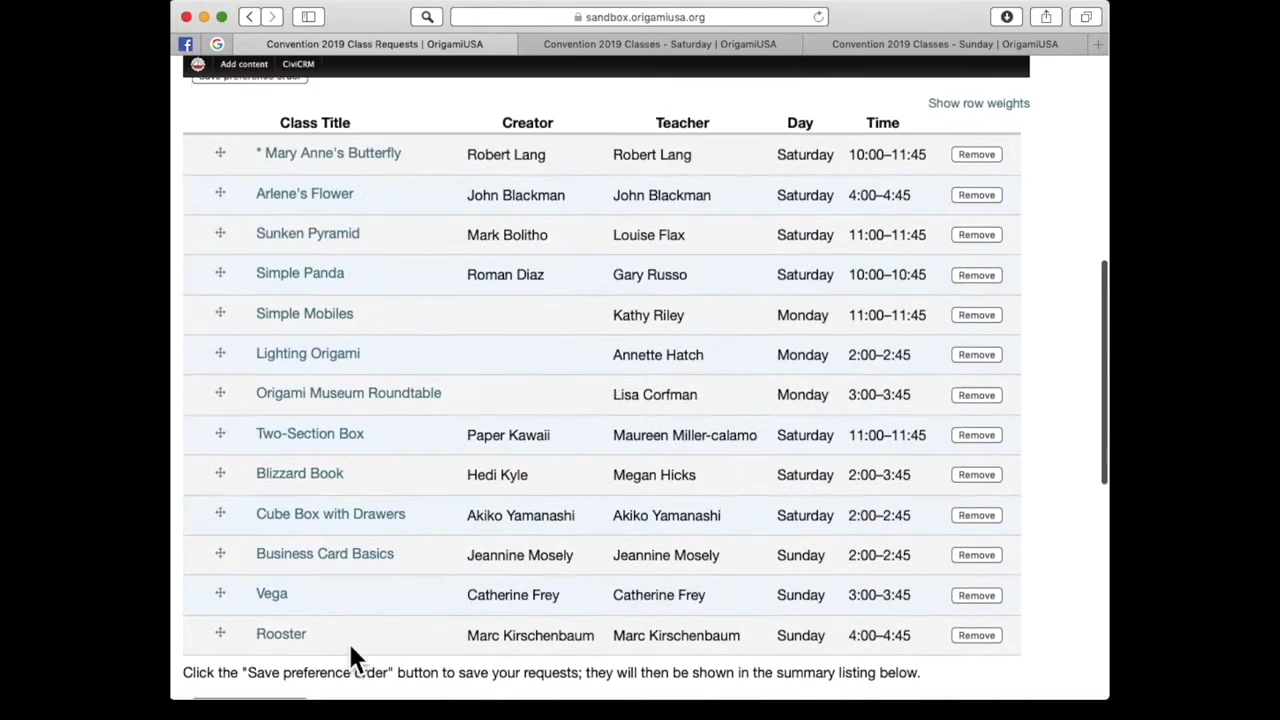 sandbox.origamiusa.org
Convention 2019 Class Requests | OrigamiUSA Convention 2019 Classes - Saturday | OrigamiUSA Convention 2019 Classes - Sunday | OrigamiUSA
Add content CiviCRM
Save preference order
Show row weights
Class Title Creator Teacher Day Time
* Mary Anne's Butterfly Robert Lang Robert Lang Saturday 10:00–11:45 Remove
Arlene's Flower John Blackman John Blackman Saturday 4:00–4:45 Remove
Sunken Pyramid Mark Bolitho Louise Flax Saturday 11:00–11:45 Remove
Simple Panda Roman Diaz Gary Russo Saturday 10:00–10:45 Remove
Simple Mobiles Kathy Riley Monday 11:00–11:45 Remove
Lighting Origami Annette Hatch Monday 2:00–2:45 Remove
Origami Museum Roundtable Lisa Corfman Monday 3:00–3:45 Remove
Two-Section Box Paper Kawaii Maureen Miller-calamo Saturday 11:00–11:45 Remove
Blizzard Book Hedi Kyle Megan Hicks Saturday 2:00–3:45 Remove
Cube Box with Drawers Akiko Yamanashi Akiko Yamanashi Saturday 2:00–2:45 Remove
Business Card Basics Jeannine Mosely Jeannine Mosely Sunday 2:00–2:45 Remove
Vega Catherine Frey Catherine Frey Sunday 3:00–3:45 Remove
Rooster Marc Kirschenbaum Marc Kirschenbaum Sunday 4:00–4:45 Remove
Click the "Save preference order" button to save your requests; they will then be shown in the summary listing below.